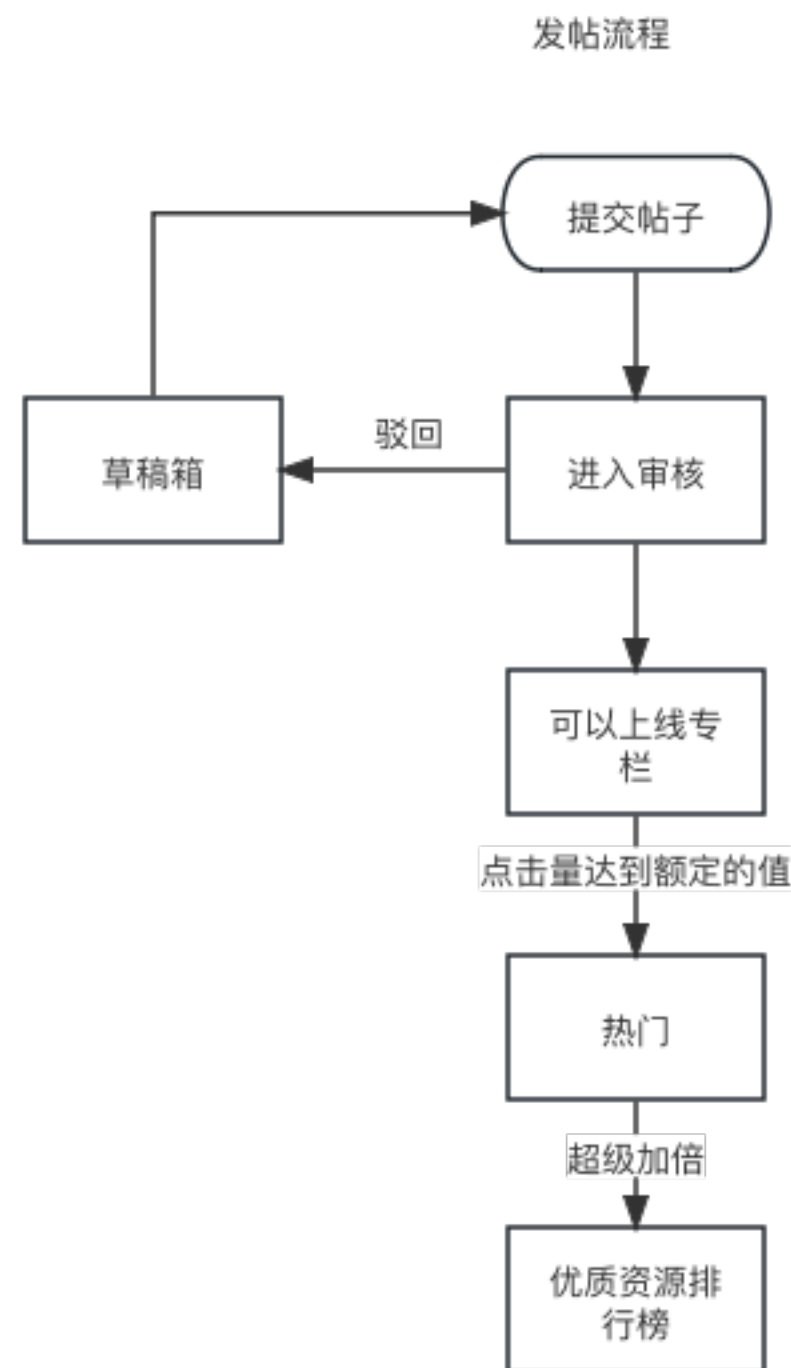 发帖流程
提交帖子
驳回
草稿箱
进入审核
可以上线专
栏
点击量达到额定的值
热门
超级加倍
优质资源排
行榜